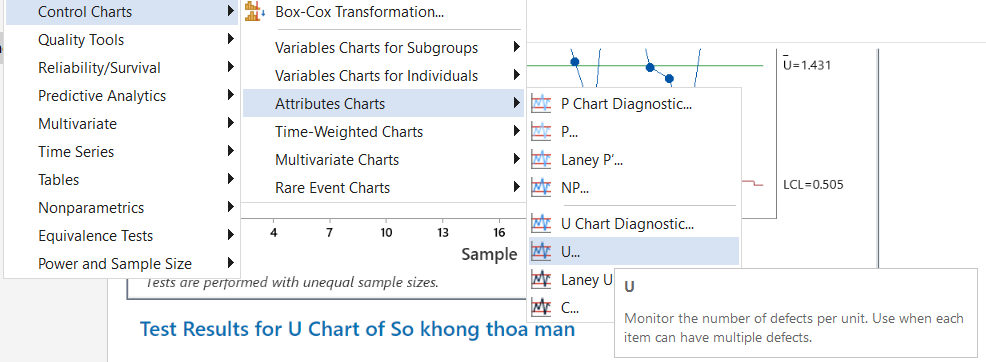 Control Charts
Quality Tools
Reliability/Survival
Predictive Analytics
Multivariate
Time Series
Tables
Nonparametrics
Equivalence Tests
Power and Sample Size
Box-Cox Transformation...
Variables Charts for Subgroups
Variables Charts for Individuals
Attributes Charts
Time-Weighted Charts
Multivariate Charts
Rare Event Charts
P Chart Diagnostic...
P...
Laney P’...
NP...
U Chart Diagnostic...
U...
Laney U
C...
U
Monitor the number of defects per unit. Use when each
item can have multiple defects.
U̅=1.431
LCL=0.505
4 7 10 13 16
Sample
Tests are performed with unequal sample sizes.
Test Results for U Chart of So khong thoa man